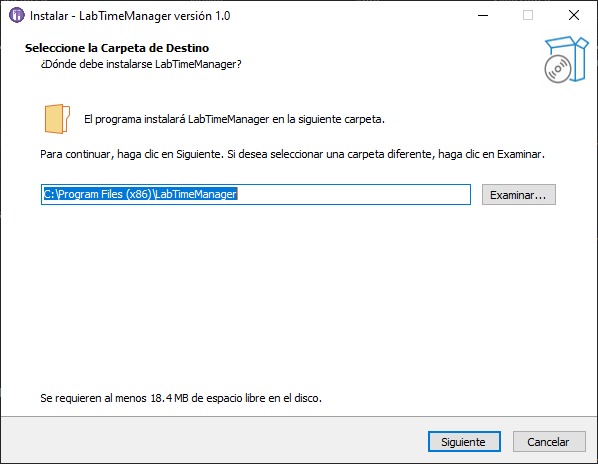 Instalar - LabTimeManager versión 1.0
Seleccione la Carpeta de Destino
¿Dónde debe instalarse LabTimeManager?
El programa instalará LabTimeManager en la siguiente carpeta.
Para continuar, haga clic en Siguiente. Si desea seleccionar una carpeta diferente, haga clic en Examinar.
C:\Program Files (x86)\LabTimeManager
Examinar...
Se requieren al menos 18.4 MB de espacio libre en el disco.
Siguiente
Cancelar